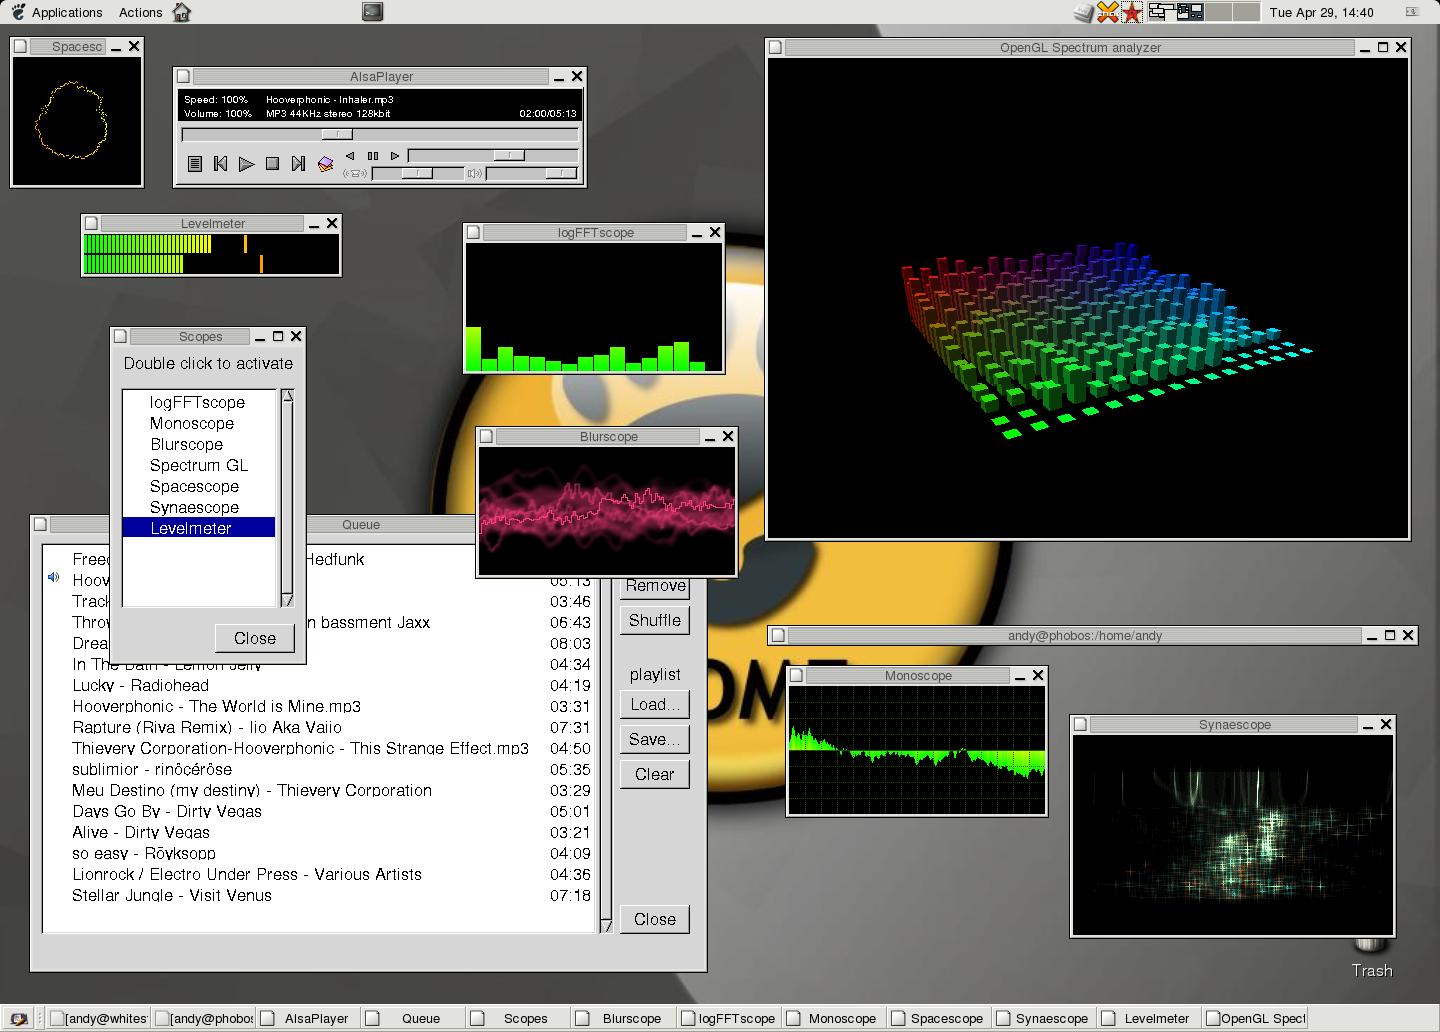 Applications Actions
Tue Apr 29, 14:40
Spacesc
AlsaPlayer
Speed: 100% Hooverphonic - Inhaler.mp3
Volume: 100% MP3 44KHz stereo 128kbit 02:00/05:13
OpenGL Spectrum analyzer
Levelmeter
logFFTscope
Scopes
Double click to activate
logFFTscope
Monoscope
Blurscope
Spectrum GL
Spacescope
Synaescope
Levelmeter
Close
Blurscope
Queue
Freec Hedfunk
Hoov 05:13
Track 03:46
Throw n bassment Jaxx 06:43
Drea 08:03
In The Bath - Lemon Jelly 04:34
Lucky - Radiohead 04:19
Hooverphonic - The World is Mine.mp3 03:31
Rapture (Riva Remix) - Iio Aka Vaiio 07:31
Thievery Corporation-Hooverphonic - This Strange Effect.mp3 04:50
sublimior - rinôçérôse 05:35
Meu Destino (my destiny) - Thievery Corporation 03:29
Days Go By - Dirty Vegas 05:01
Alive - Dirty Vegas 03:21
so easy - Röyksopp 04:09
Lionrock / Electro Under Press - Various Artists 04:36
Stellar Jungle - Visit Venus 07:18
Remove
Shuffle
playlist
Load...
Save...
Clear
Close
OM
andy@phobos:/home/andy
Monoscope
Synaescope
Trash
[andy@whites [andy@phobos AlsaPlayer Queue Scopes Blurscope logFFTscope Monoscope Spacescope Synaescope Levelmeter OpenGL Spect